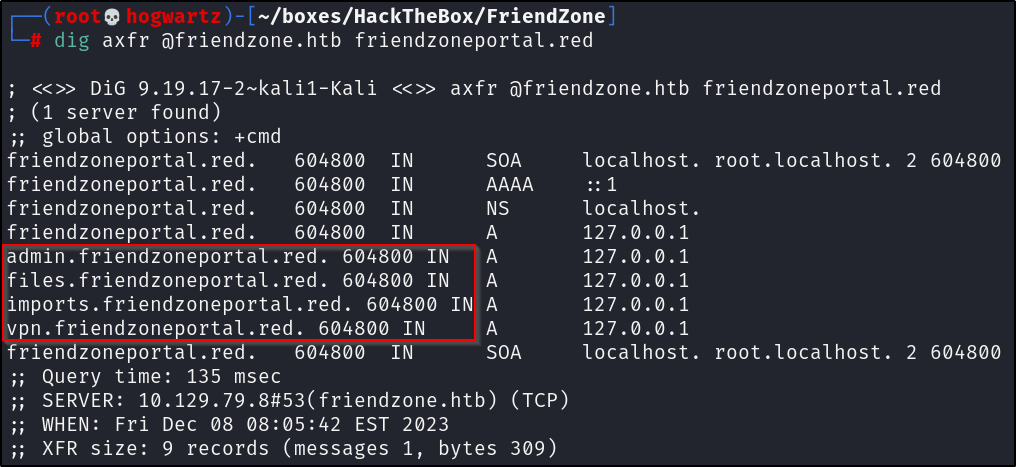 ┌──(root💀hogwartz)-[~/boxes/HackTheBox/FriendZone]
└─# dig axfr @friendzone.htb friendzoneportal.red
; <<>> DiG 9.19.17-2~kali1-Kali <<>> axfr @friendzone.htb friendzoneportal.red
; (1 server found)
;; global options: +cmd
friendzoneportal.red. 604800 IN SOA localhost. root.localhost. 2 604800
friendzoneportal.red. 604800 IN AAAA ::1
friendzoneportal.red. 604800 IN NS localhost.
friendzoneportal.red. 604800 IN A 127.0.0.1
admin.friendzoneportal.red. 604800 IN A 127.0.0.1
files.friendzoneportal.red. 604800 IN A 127.0.0.1
imports.friendzoneportal.red. 604800 IN A 127.0.0.1
vpn.friendzoneportal.red. 604800 IN A 127.0.0.1
friendzoneportal.red. 604800 IN SOA localhost. root.localhost. 2 604800
;; Query time: 135 msec
;; SERVER: 10.129.79.8#53(friendzone.htb) (TCP)
;; WHEN: Fri Dec 08 08:05:42 EST 2023
;; XFR size: 9 records (messages 1, bytes 309)